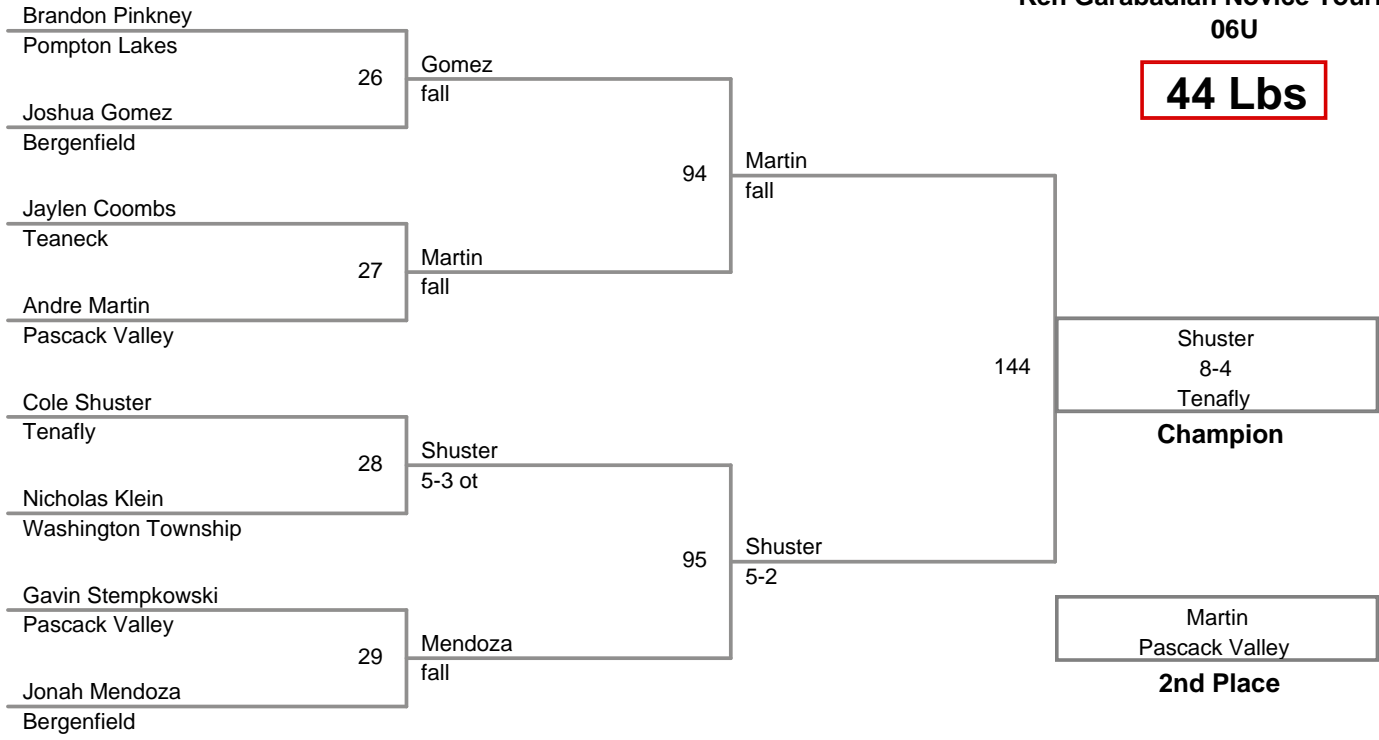 Ken Garabadian Novice
06U
44 Lbs
Brandon Pinkney
Pompton Lakes
26
Gomez
fall
Joshua Gomez
Bergenfield
94
Martin
fall
Jaylen Coombs
Teaneck
27
Martin
fall
Andre Martin
Pascack Valley
144
Shuster
8-4
Tenafly
Champion
Cole Shuster
Tenafly
28
Shuster
5-3 ot
Nicholas Klein
Washington Township
95
Shuster
5-2
Gavin Stempkowski
Pascack Valley
29
Mendoza
fall
Jonah Mendoza
Bergenfield
Martin
Pascack Valley
2nd Place